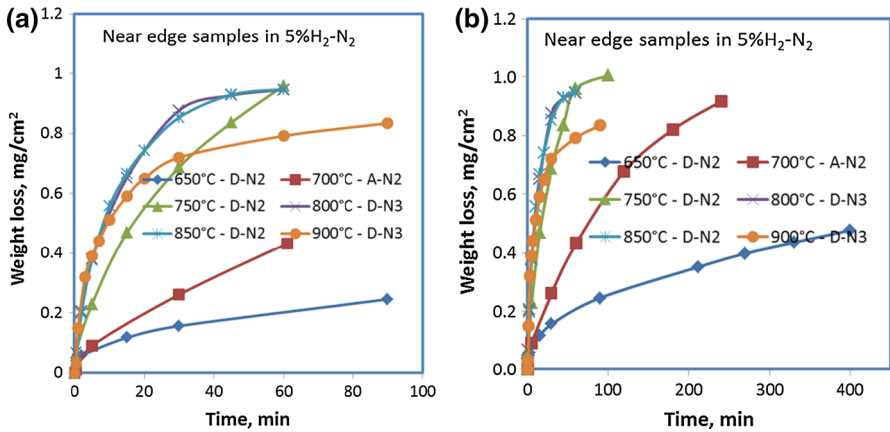 (a)
Near edge samples in 5%H₂-N₂
Weight loss, mg/cm²
1.2
1
0.8
0.6
0.4
0.2
0
650°C - D-N2
700°C - A-N2
750°C - D-N2
800°C - D-N3
850°C - D-N2
900°C - D-N3
0 20 40 60 80 100
Time, min
(b)
Near edge samples in 5%H₂-N₂
Weight loss, mg/cm²
1.2
1.0
0.8
0.6
0.4
0.2
0.0
650°C - D-N2
700°C - A-N2
750°C - D-N2
800°C - D-N3
850°C - D-N2
900°C - D-N3
0 100 200 300 400
Time, min